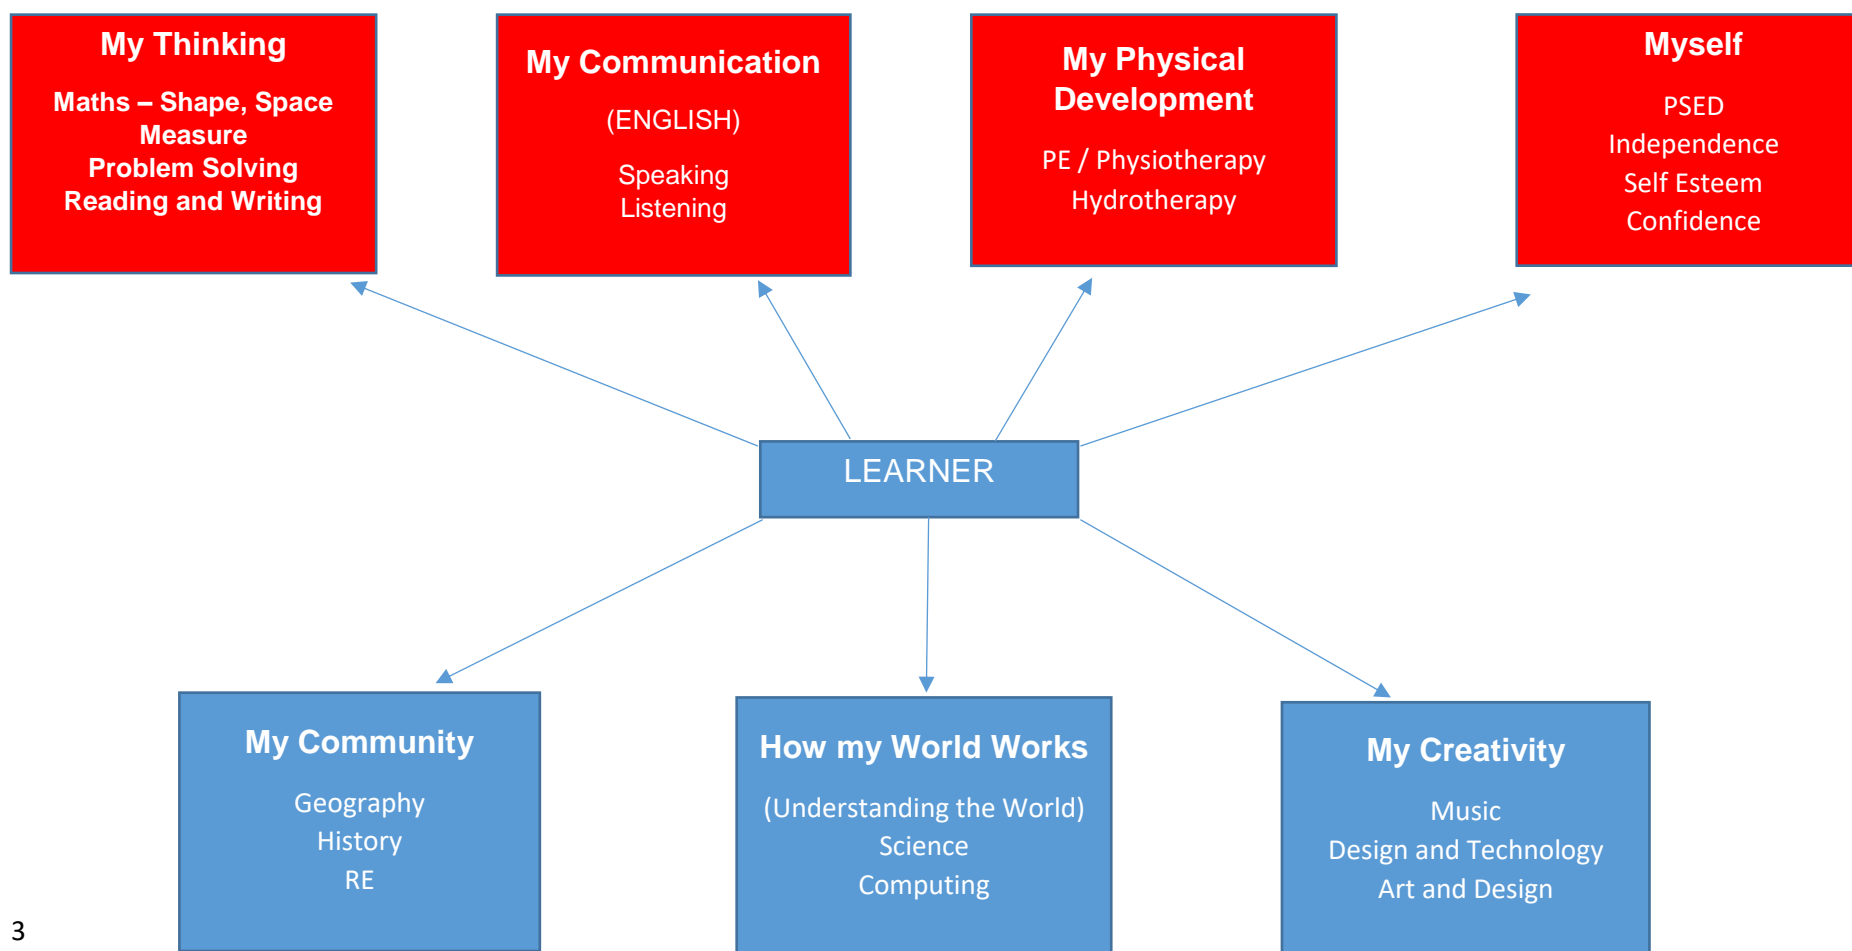 My Thinking
Maths – Shape, Space
Measure
Problem Solving
Reading and Writing
My Communication
(ENGLISH)
Speaking
Listening
My Physical
Development
PE / Physiotherapy
Hydrotherapy
Myself
PSED
Independence
Self Esteem
Confidence
LEARNER
My Community
Geography
History
RE
How my World Works
(Understanding the World)
Science
Computing
My Creativity
Music
Design and Technology
Art and Design
3